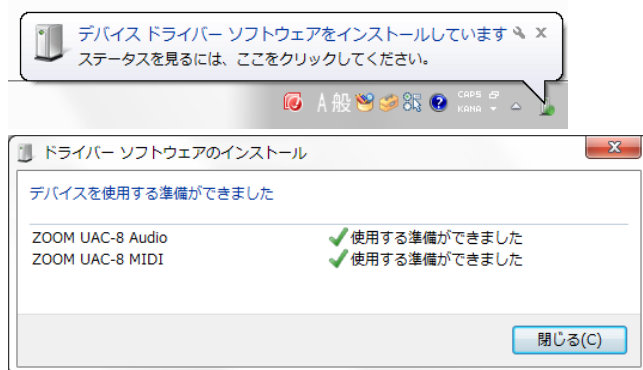 デバイス ドライバー ソフトウェアをインストールしています
ステータスを見るには、ここをクリックしてください。
A 般 CAPS
KANA
ドライバー ソフトウェアのインストール
デバイスを使用する準備ができました
ZOOM UAC-8 Audio 使用する準備ができました
ZOOM UAC-8 MIDI 使用する準備ができました
閉じる(C)